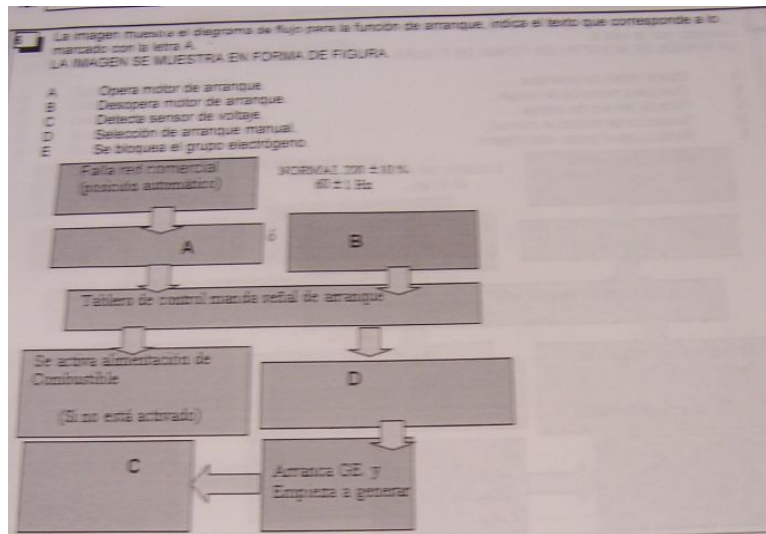 6 La imagen muestra el diagrama de flujo para la función de arranque, indica el texto que corresponde a lo
marcado con la letra A.
LA IMAGEN SE MUESTRA EN FORMA DE FIGURA
A Opera motor de arranque.
B Desopera motor de arranque.
C Detecta sensor de voltaje.
D Selección de arranque manual.
E Se bloquea el grupo electrógeno.
Falla red comercial
(posición automático)
NORMAL 220 ± 10 %
60 ± 1 Hz
A
ó
B
Tablero de control manda señal de arranque
Se activa alimentación de
Combustible
(Si no está activado)
D
C
Arranca GE y
Empieza a generar